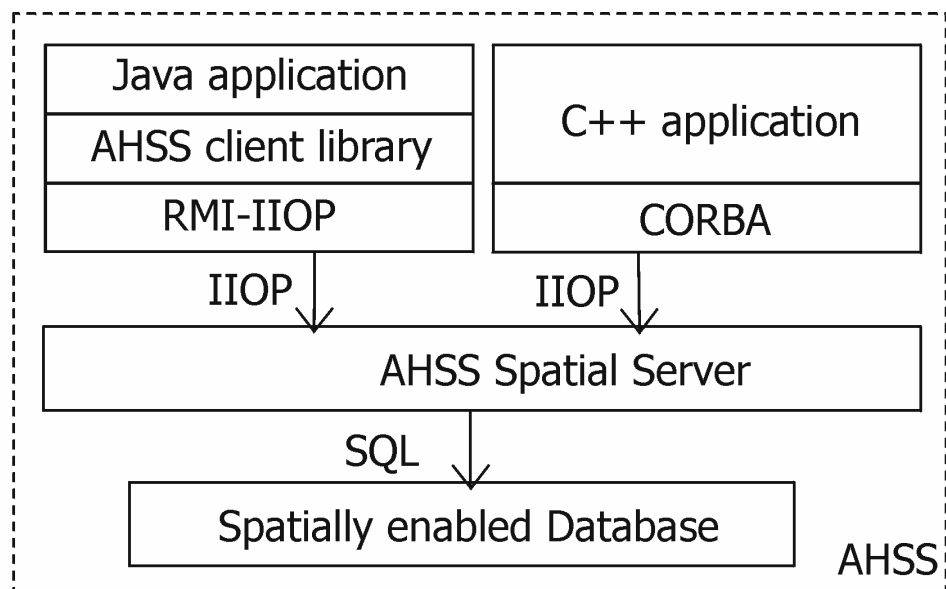 Java application
AHSS client library
RMI-IIOP
C++ application
CORBA
IIOP
IIOP
AHSS Spatial Server
SQL
Spatially enabled Database
AHSS